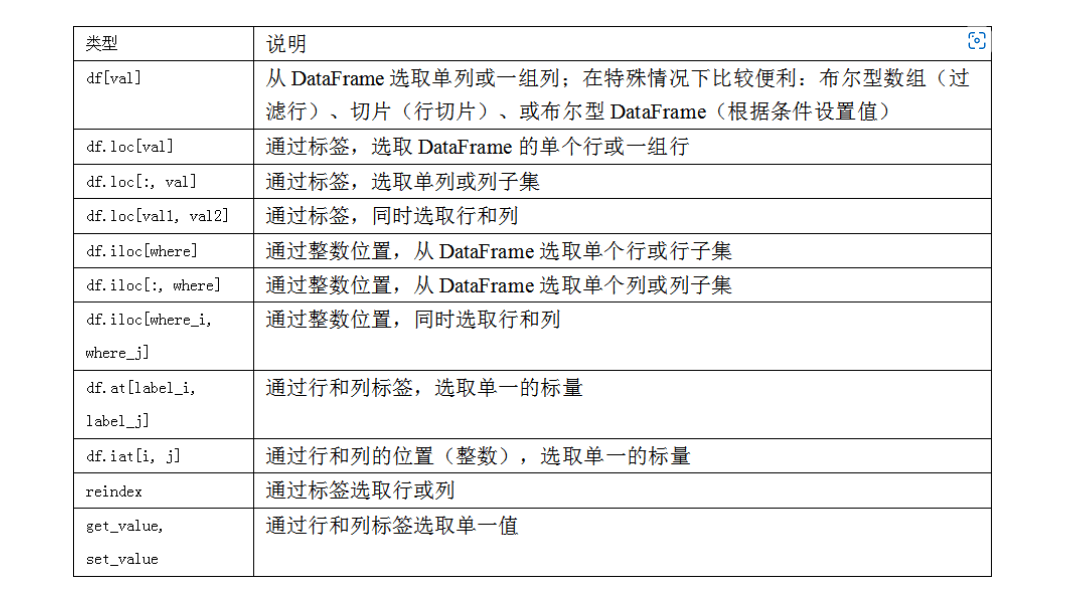 类型
说明
df[val]
从 DataFrame 选取单列或一组列；在特殊情况下比较便利：布尔型数组（过
滤行）、切片（行切片）、或布尔型 DataFrame（根据条件设置值）
df.loc[val]
通过标签，选取 DataFrame 的单个行或一组行
df.loc[:, val]
通过标签，选取单列或列子集
df.loc[val1, val2]
通过标签，同时选取行和列
df.iloc[where]
通过整数位置，从 DataFrame 选取单个行或行子集
df.iloc[:, where]
通过整数位置，从 DataFrame 选取单个列或列子集
df.iloc[where_i,
where_j]
通过整数位置，同时选取行和列
df.at[label_i,
label_j]
通过行和列标签，选取单一的标量
df.iat[i, j]
通过行和列的位置（整数），选取单一的标量
reindex
通过标签选取行或列
get_value,
set_value
通过行和列标签选取单一值